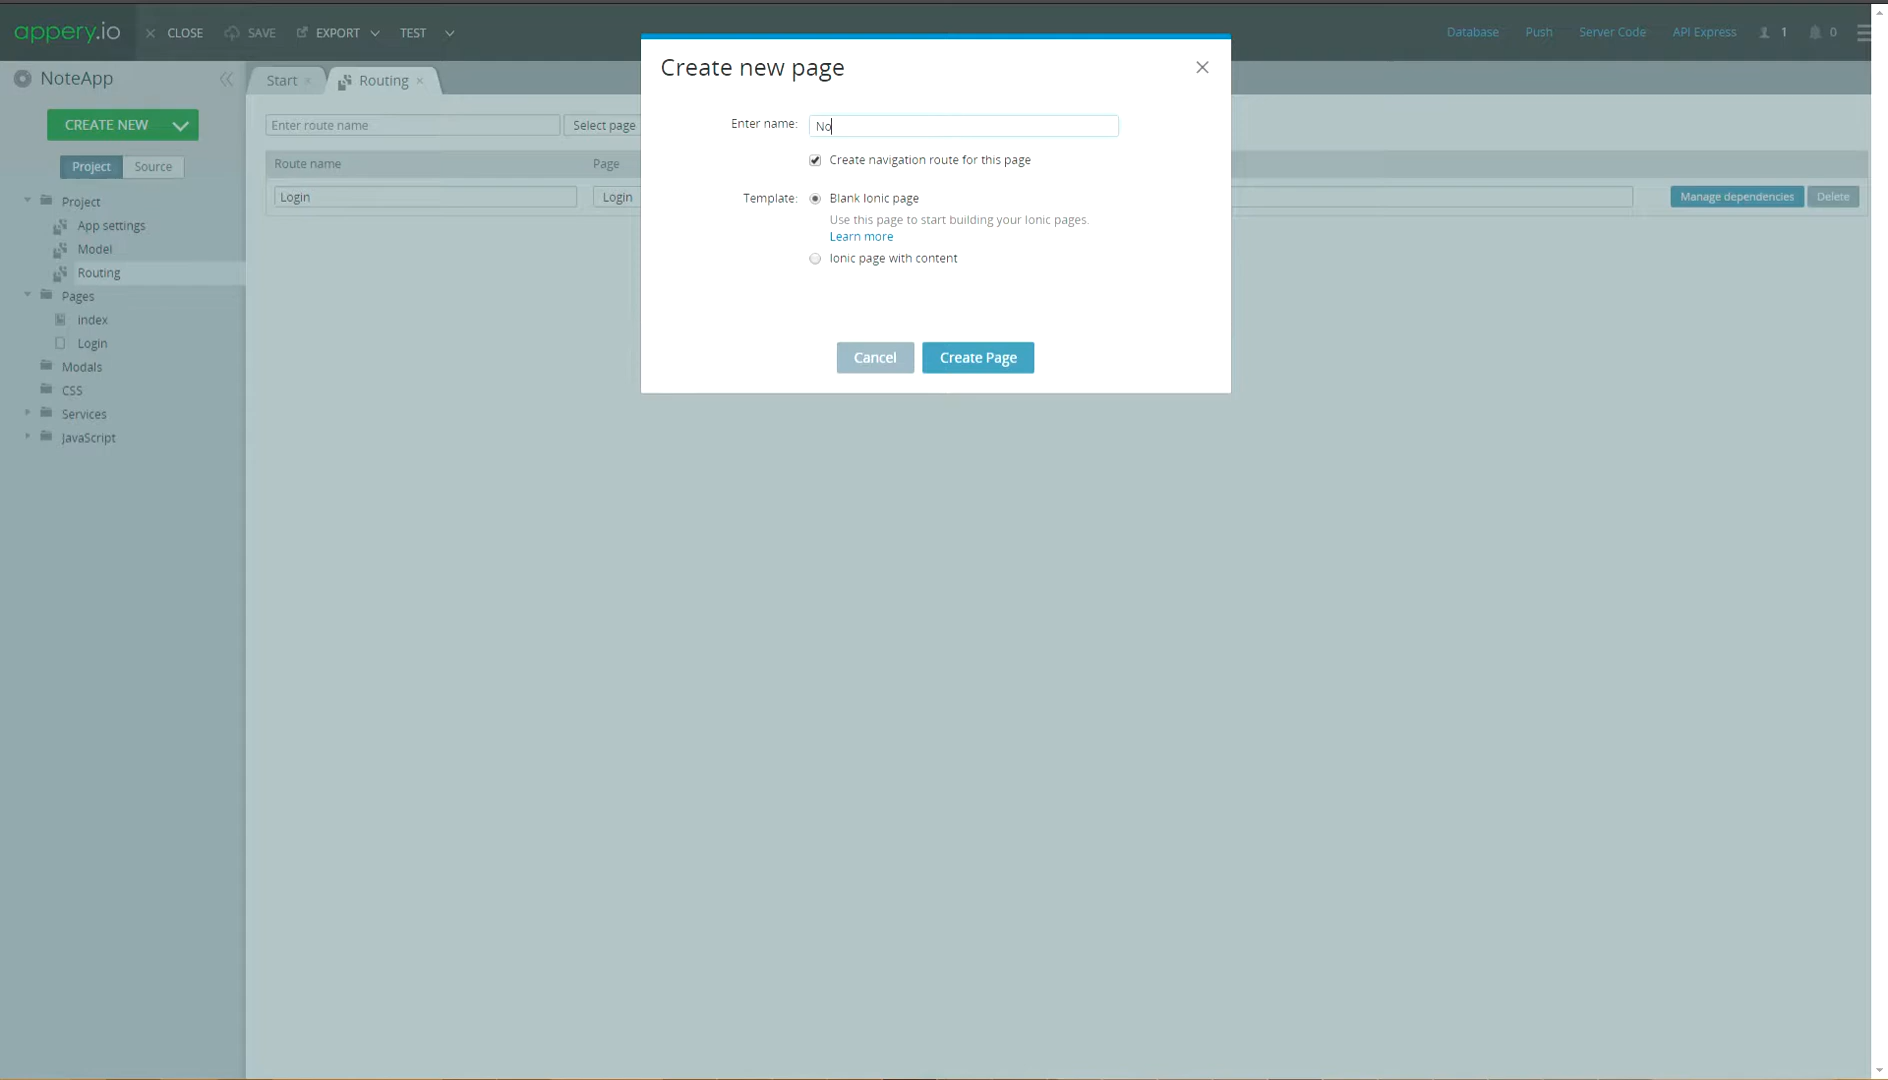 appery.io
CLOSE
SAVE
EXPORT
TEST
Database
Push
Server Code
API Express
1
0
NoteApp
CREATE NEW
Project
Source
Project
App settings
Model
Routing
Pages
index
Login
Modals
CSS
Services
JavaScript
Start
Routing
Enter route name
Select page
Route name
Page
Login
Login
Manage dependencies
Delete
Create new page
Enter name:
No
Create navigation route for this page
Template:
Blank Ionic page
Use this page to start building your Ionic pages.
Learn more
Ionic page with content
Cancel
Create Page